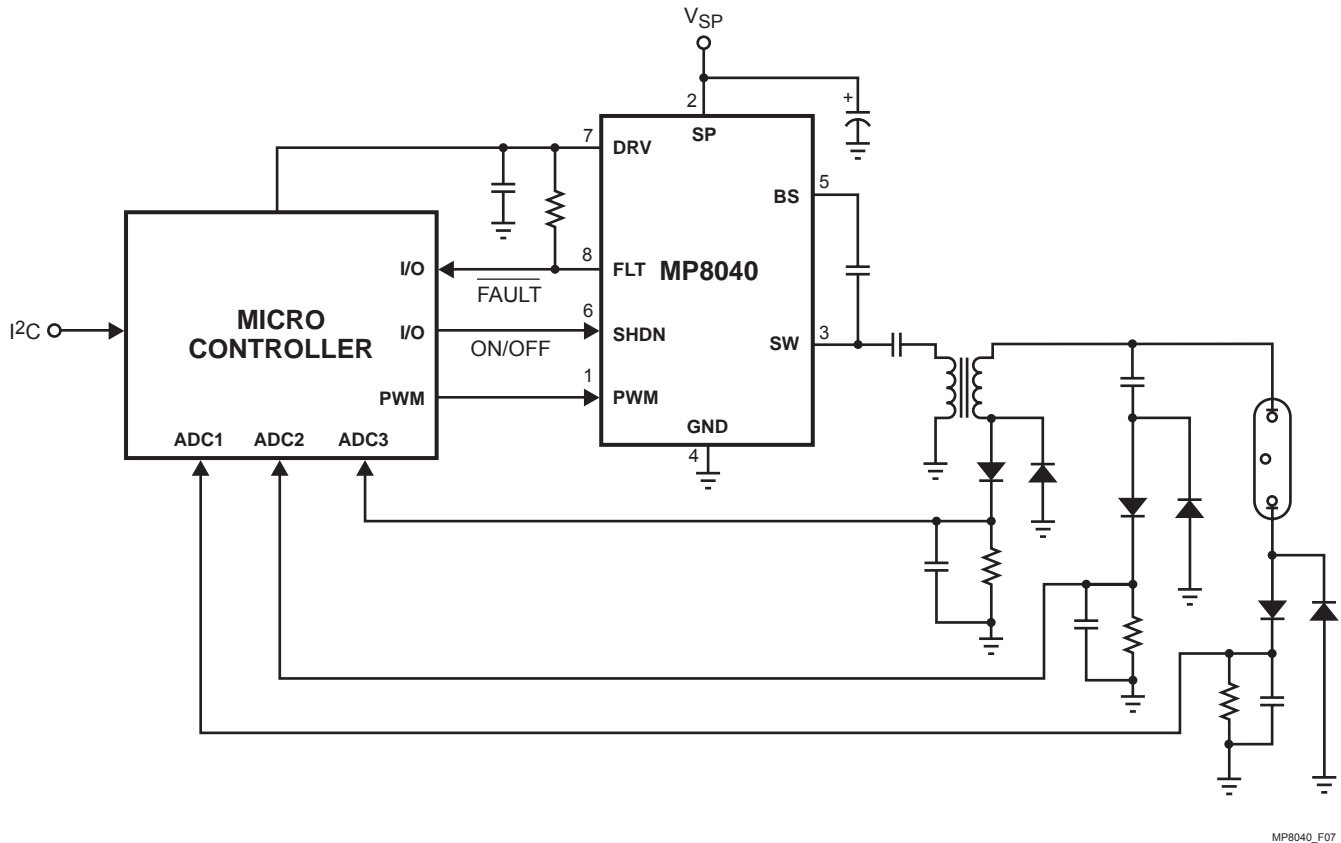 VSP
+
2
SP
7
DRV
BS
5
I/O
8
FLT
MP8040
FAULT
I2C
MICRO
CONTROLLER
I/O
6
SHDN
ON/OFF
SW
3
PWM
1
PWM
GND
4
ADC1
ADC2
ADC3
MP8040_F07